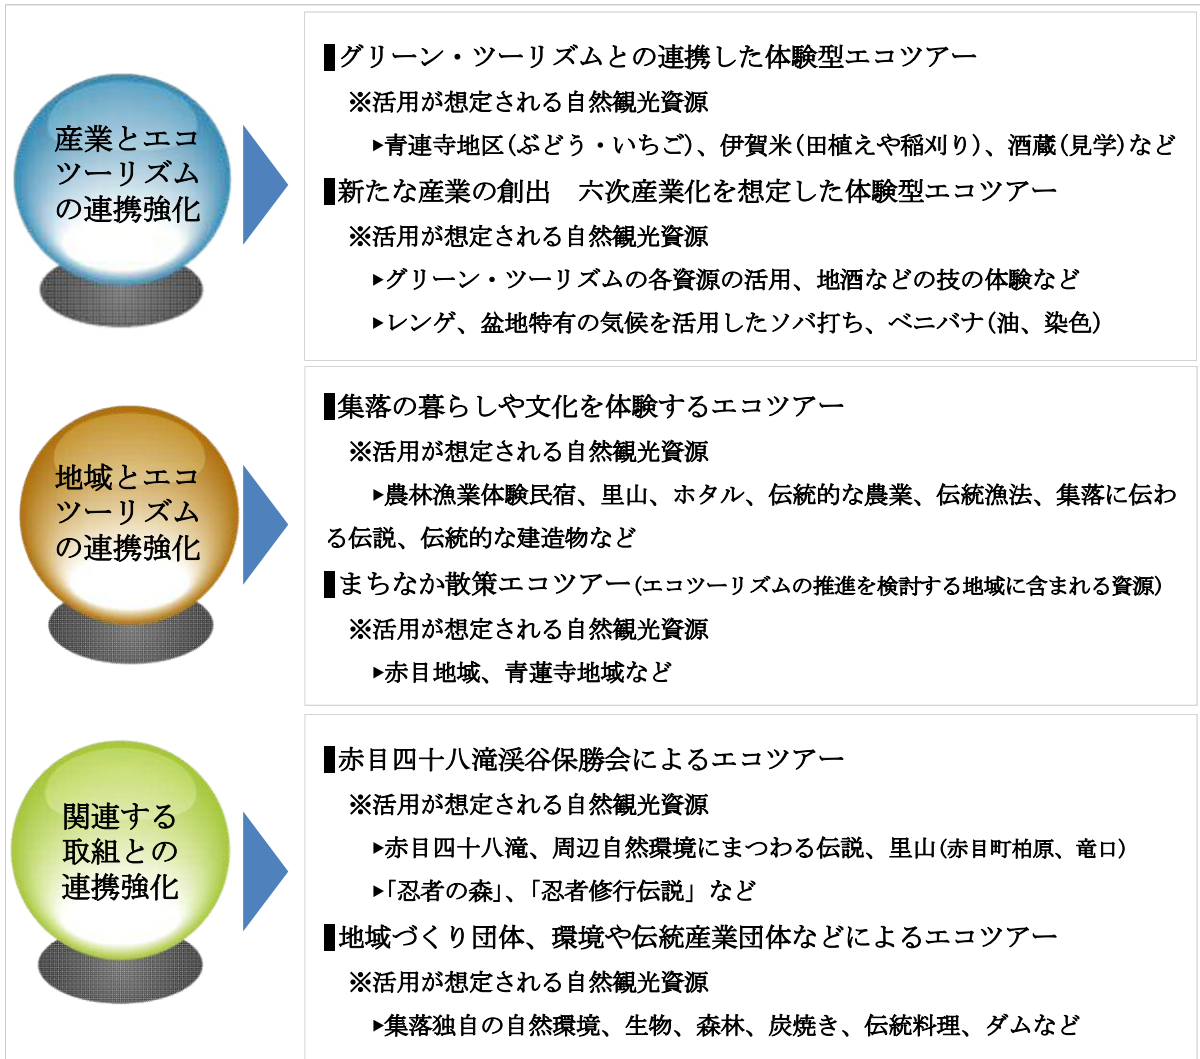 産業とエコ
ツーリズム
の連携強化
▐グリーン・ツーリズムとの連携した体験型エコツアー
※活用が想定される自然観光資源
▸青連寺地区(ぶどう・いちご)、伊賀米(田植えや稲刈り)、酒蔵(見学)など
▐新たな産業の創出　六次産業化を想定した体験型エコツアー
※活用が想定される自然観光資源
▸グリーン・ツーリズムの各資源の活用、地酒などの技の体験など
▸レンゲ、盆地特有の気候を活用したソバ打ち、ベニバナ(油、染色)
地域とエコ
ツーリズム
の連携強化
▐集落の暮らしや文化を体験するエコツアー
※活用が想定される自然観光資源
▸農林漁業体験民宿、里山、ホタル、伝統的な農業、伝統漁法、集落に伝わ
る伝説、伝統的な建造物など
▐まちなか散策エコツアー(エコツーリズムの推進を検討する地域に含まれる資源)
※活用が想定される自然観光資源
▸赤目地域、青蓮寺地域など
関連する
取組との
連携強化
▐赤目四十八滝渓谷保勝会によるエコツアー
※活用が想定される自然観光資源
▸赤目四十八滝、周辺自然環境にまつわる伝説、里山(赤目町柏原、竜口)
▸「忍者の森」、「忍者修行伝説」など
▐地域づくり団体、環境や伝統産業団体などによるエコツアー
※活用が想定される自然観光資源
▸集落独自の自然環境、生物、森林、炭焼き、伝統料理、ダムなど